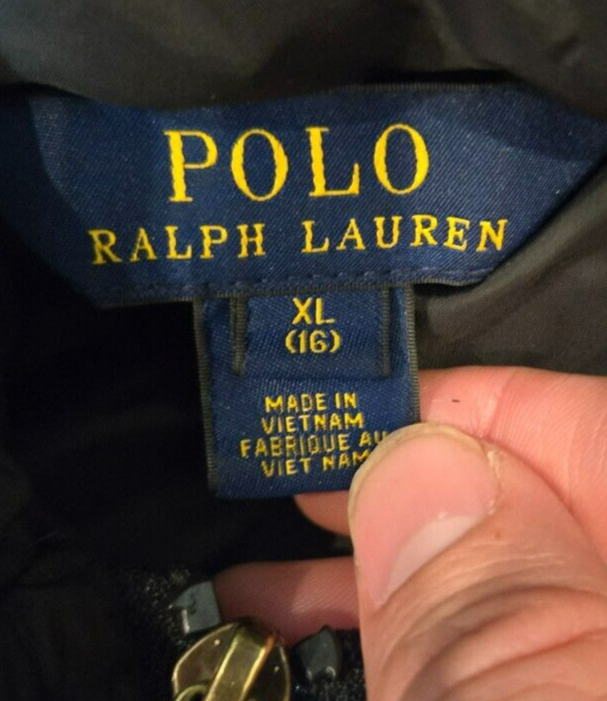 POLO
RALPH LAUREN
XL
(16)
MADE IN
VIETNAM
FABRIQUE AU
VIET NAM